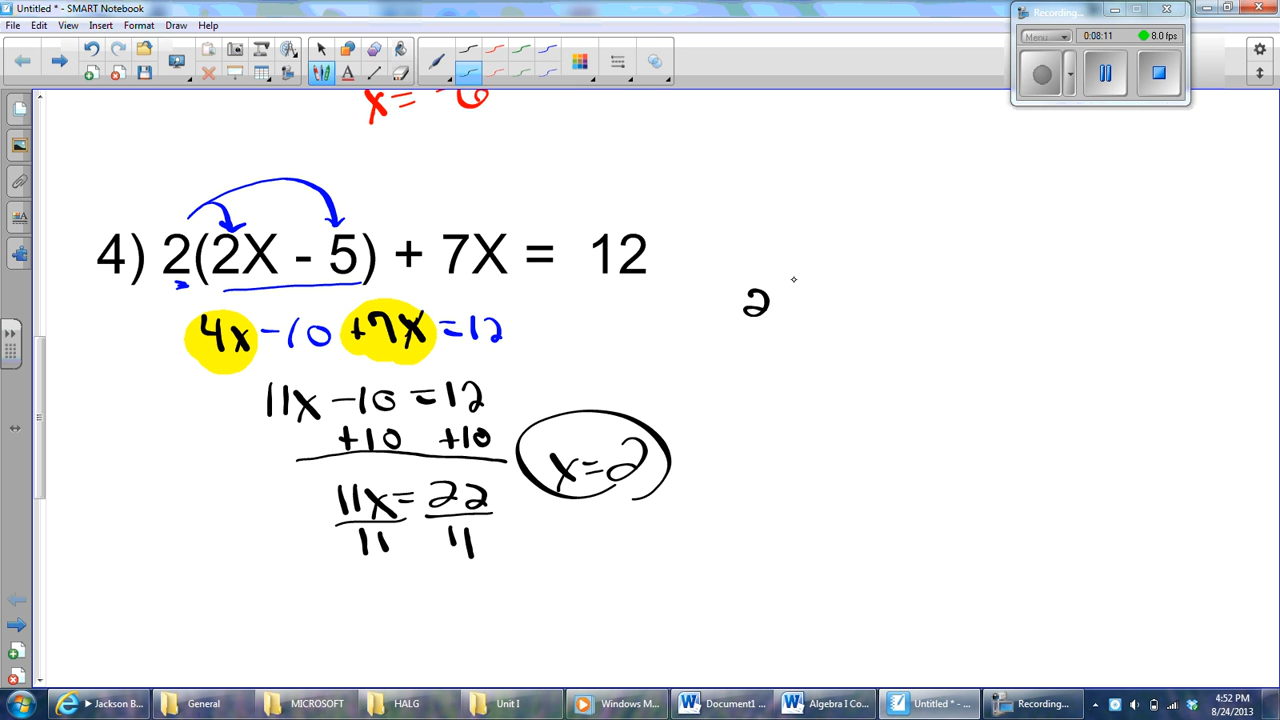 Untitled * - SMART Notebook
File Edit View Insert Format Draw Help
Recording...
Menu
0:08:11
8.0 fps
x = -6
4) 2(2X - 5) + 7X = 12
2
4x -10 +7x =12
11x -10 =12
+10 +10
11x = 22
11 11
x=2
Jackson B...
General
MICROSOFT
HALG
Unit I
Windows M...
Document1 ...
Algebra I Co...
Untitled * - ...
Recording...
4:52 PM
8/24/2013